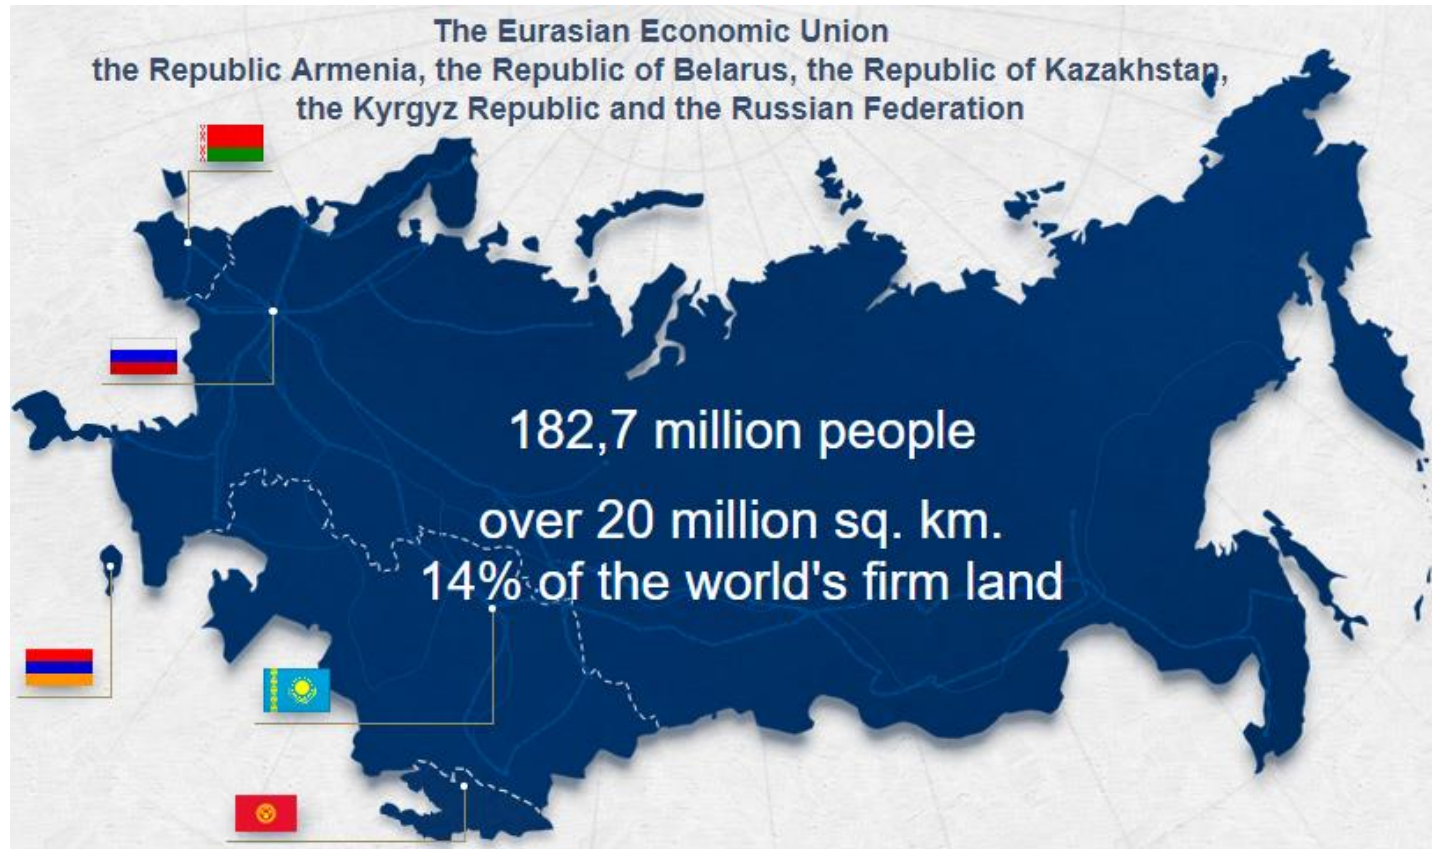 The Eurasian Economic Union
the Republic Armenia, the Republic of Belarus, the Republic of Kazakhstan,
the Kyrgyz Republic and the Russian Federation
182,7 million people
over 20 million sq. km.
14% of the world's firm land